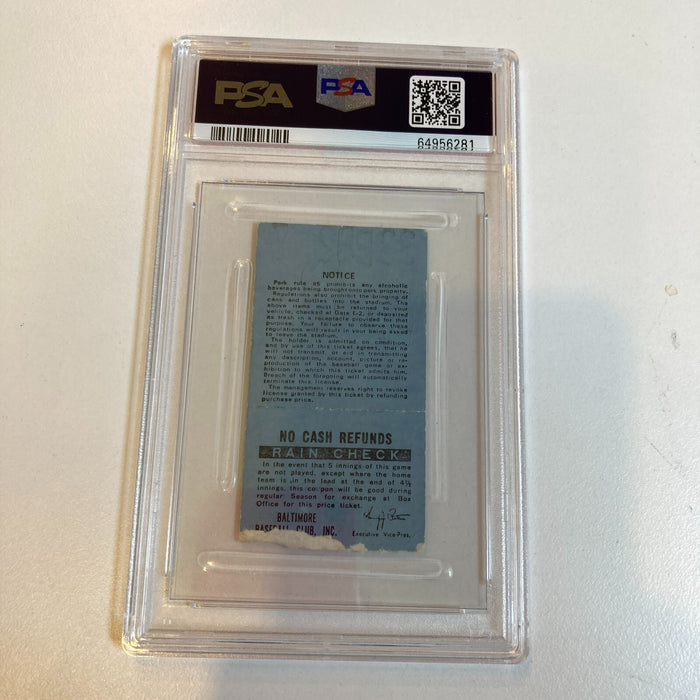 PSA PSA
64956281
NOTICE
Park rule #5 prohibits any alcoholic
beverages being brought onto park property.
Regulations also prohibit the bringing of
cans and bottles into the stadium. The
above items must be returned to your
vehicle, checked at Gate E-2, or deposited
as trash in a receptacle provided for that
purpose. Your failure to observe these
regulations will result in your being asked
to leave the stadium.
The holder is admitted on condition,
and by use of this ticket agrees, that he
will not transmit or aid in transmitting
any description, account, picture or re-
production of the baseball game or ex-
hibition to which this ticket admits him.
Breach of the foregoing will automatically
terminate this license.
The management reserves right to revoke
license granted by this ticket by refunding
purchase price.
NO CASH REFUNDS
RAIN CHECK
In the event that 5 innings of this game
are not played, except where the home
team is in the lead at the end of 4½
innings, this coupon will be good during
regular Season for exchange at Box
Office for this price ticket.
BALTIMORE
BASEBALL CLUB, INC. Executive Vice-Pres.